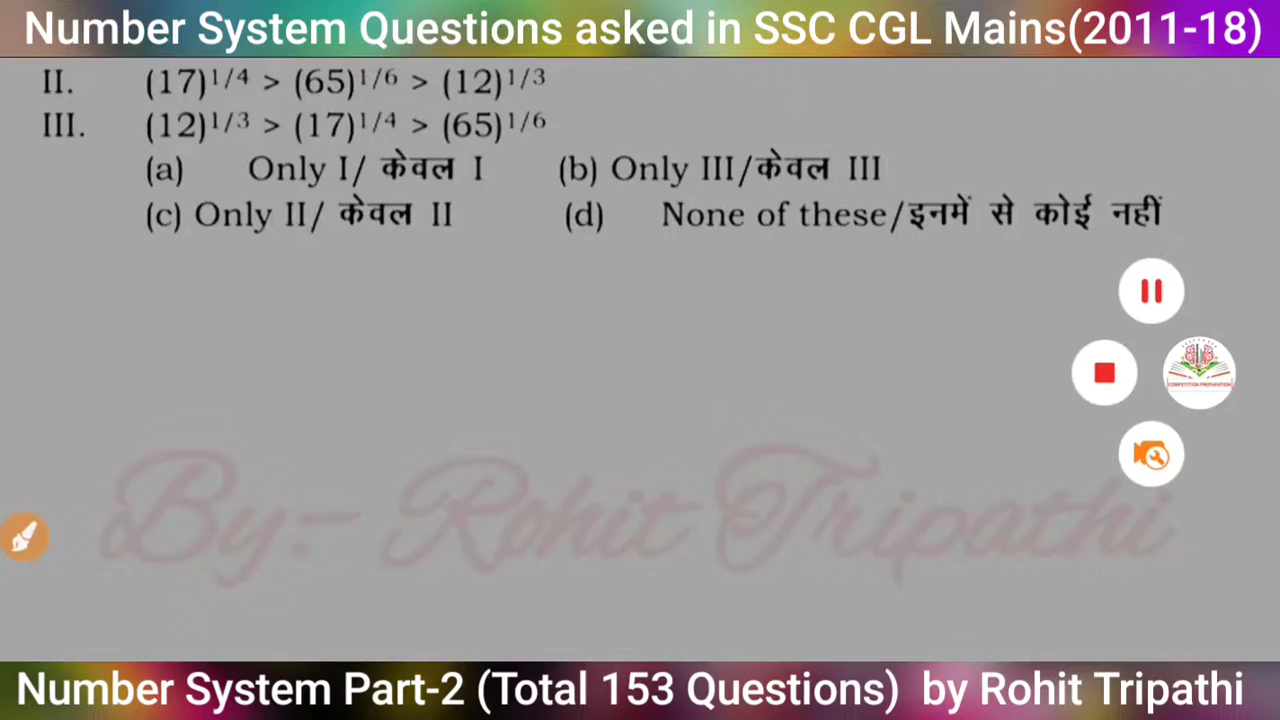 Number System Questions asked in SSC CGL Mains(2011-18)
II. (17)^1/4 > (65)^1/6 > (12)^1/3
III. (12)^1/3 > (17)^1/4 > (65)^1/6
(a) Only I/ केवल I (b) Only III/केवल III
(c) Only II/ केवल II (d) None of these/इनमें से कोई नहीं
COMPETITION PREPARATION
By:- Rohit Tripathi
Number System Part-2 (Total 153 Questions) by Rohit Tripathi